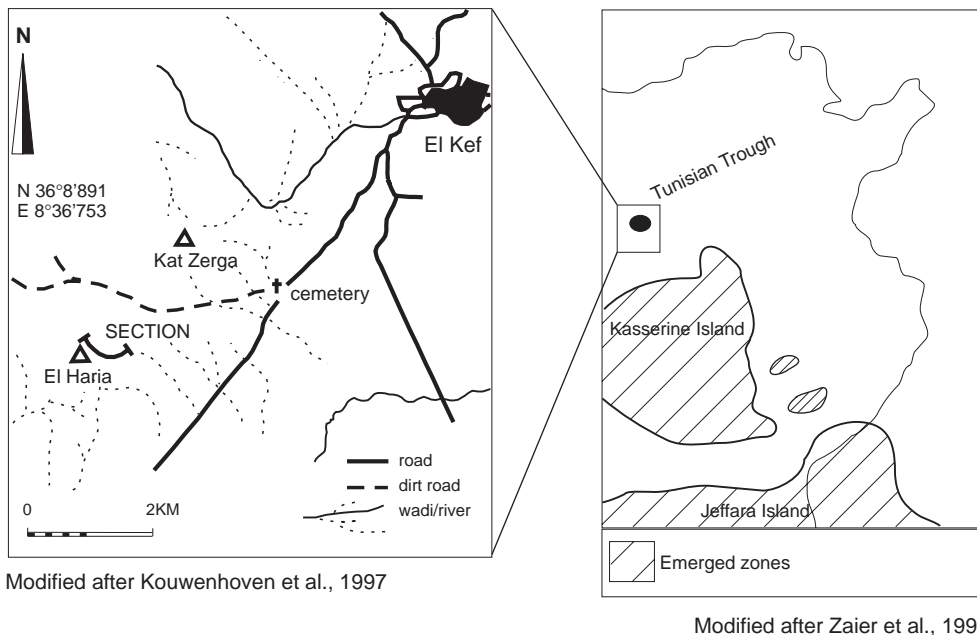 N
El Kef
N 36°8'891
E 8°36'753
Kat Zerga
cemetery
SECTION
El Haria
road
dirt road
wadi/river
0 2KM
Modified after Kouwenhoven et al., 1997
Tunisian Trough
Kasserine Island
Jeffara Island
Emerged zones
Modified after Zaier et al., 199